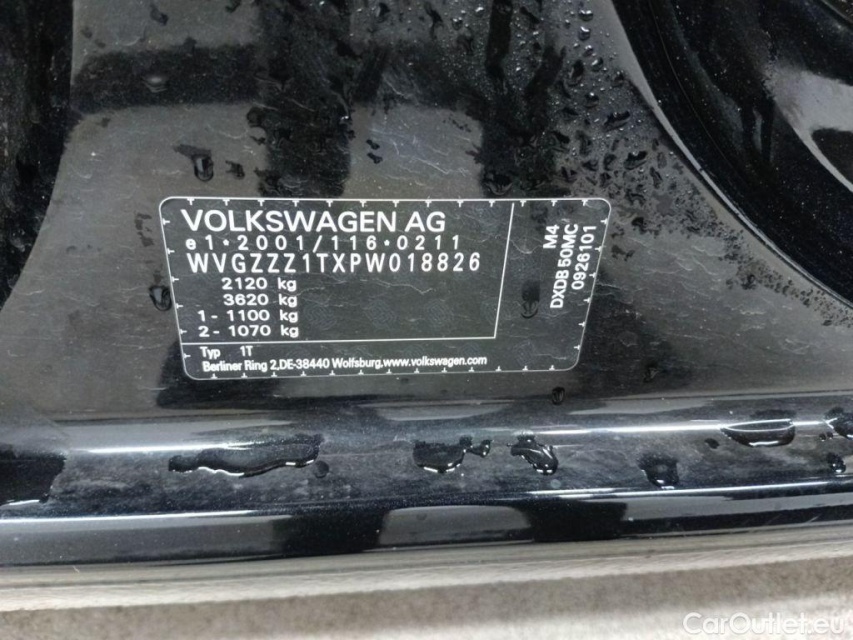 VOLKSWAGEN AG
e1*2001/116*0211
WVGZZZ1TXPW018826
2120 kg
3620 kg
1- 1100 kg
2- 1070 kg
Typ 1T
Berliner Ring 2,DE-38440 Wolfsburg,www.volkswagen.com
M4
DXDB 50MC
0926101
CarOutlet.eu